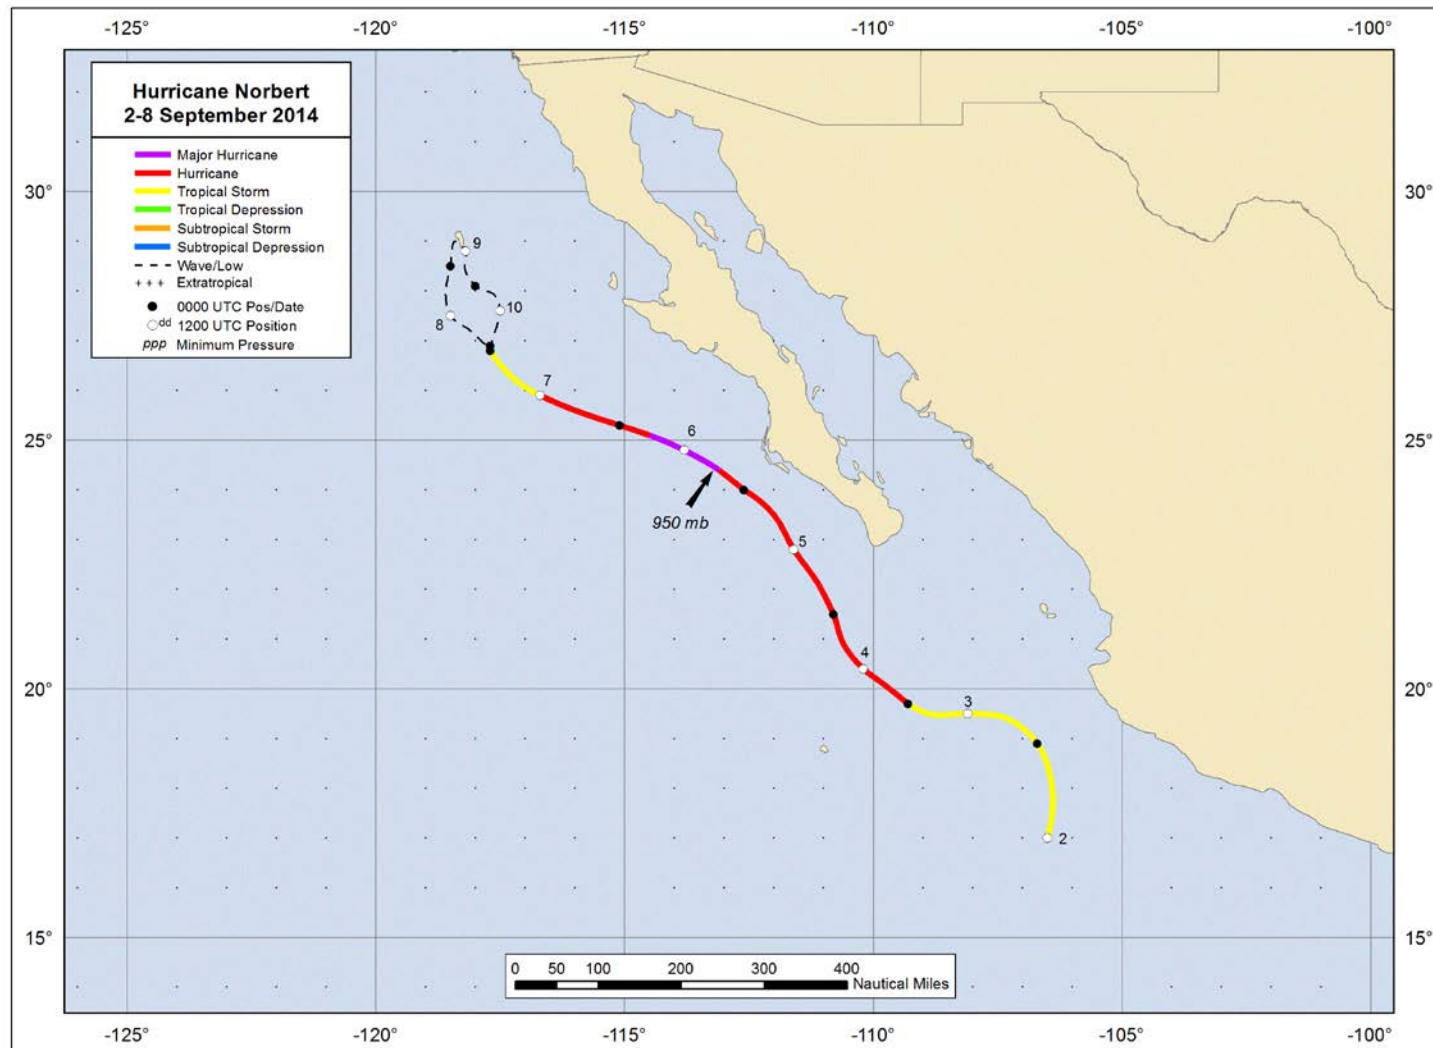 -125° -120° -115° -110° -105° -100°
Hurricane Norbert
2-8 September 2014
Major Hurricane
Hurricane
Tropical Storm
Tropical Depression
Subtropical Storm
Subtropical Depression
Wave/Low
+++ Extratropical
0000 UTC Pos/Date
dd 1200 UTC Position
ppp Minimum Pressure
30° 30°
9
10
8
7
25° 25°
6
950 mb
5
4
20° 20°
3
2
15° 15°
0 50 100 200 300 400
Nautical Miles
-125° -120° -115° -110° -105° -100°